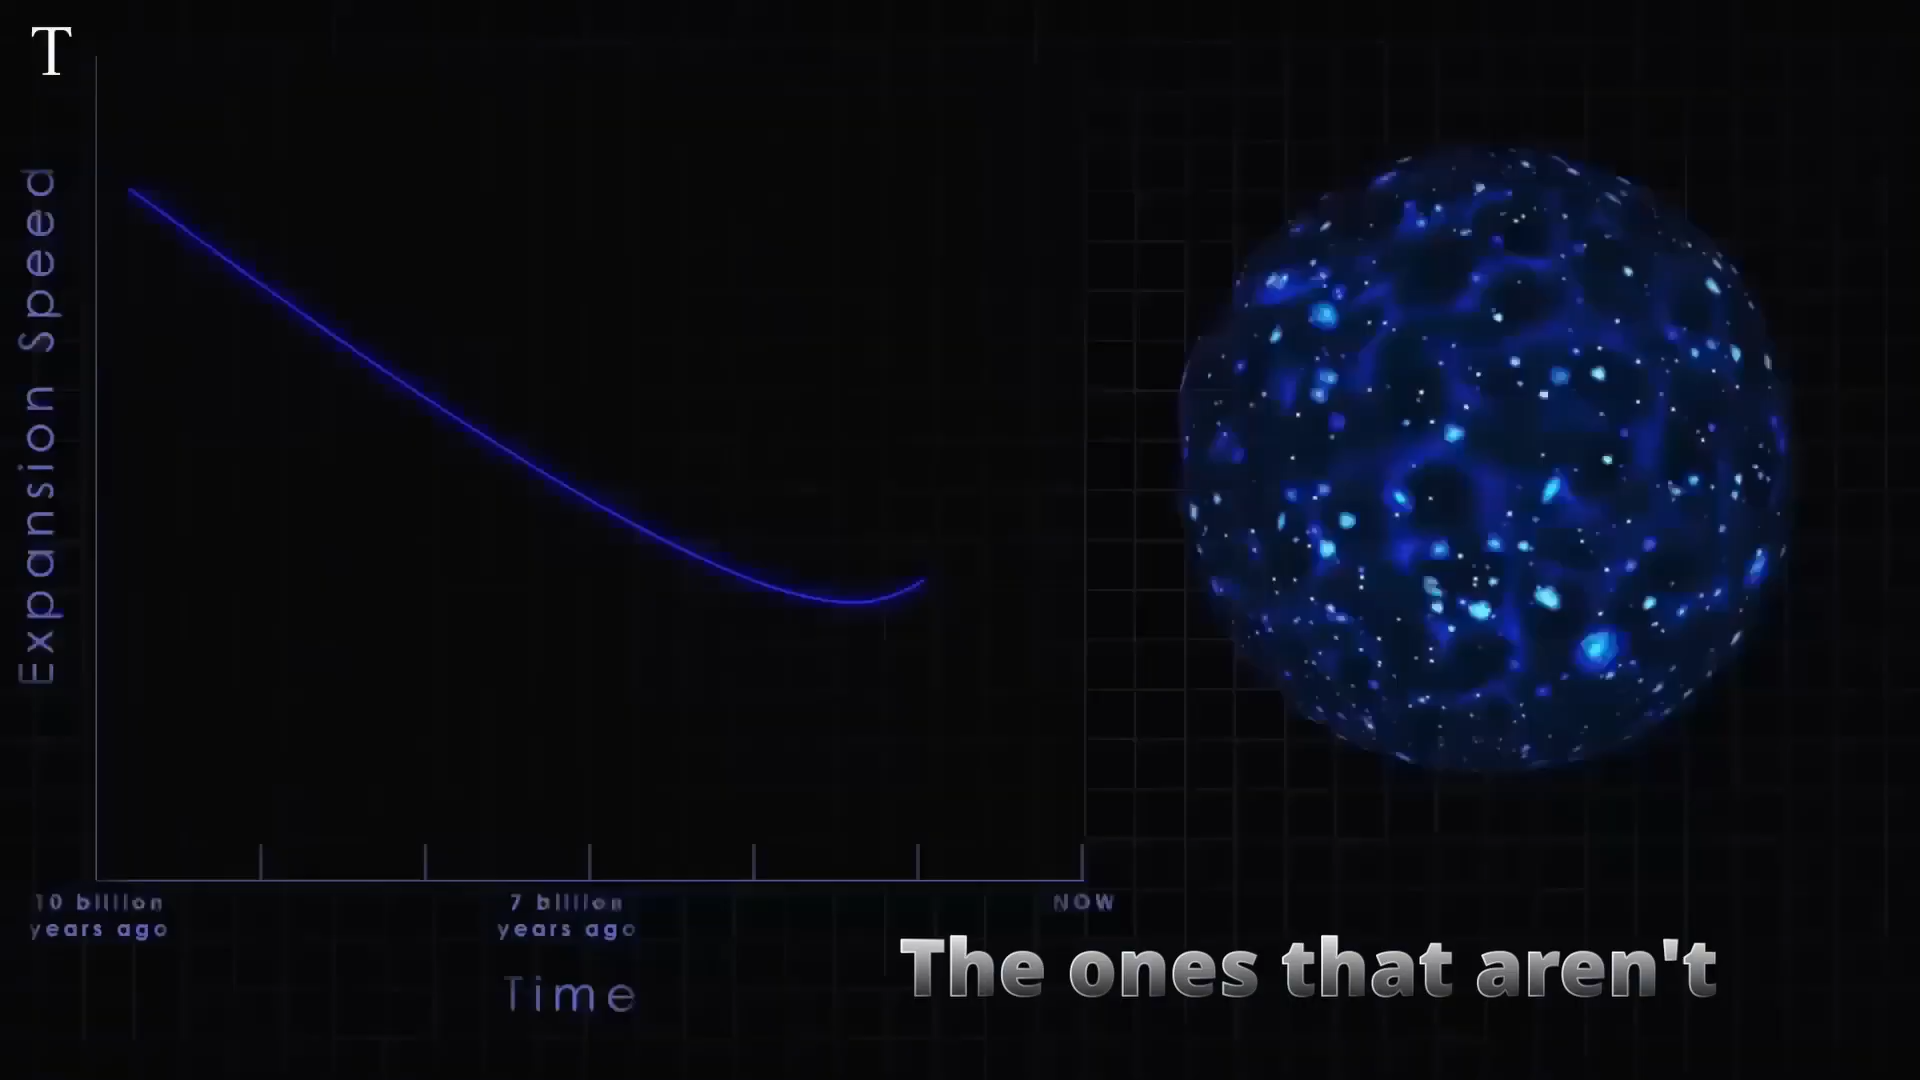 T
Expansion Speed
10 billion
years ago
7 billion
years ago
NOW
Time
The ones that aren't